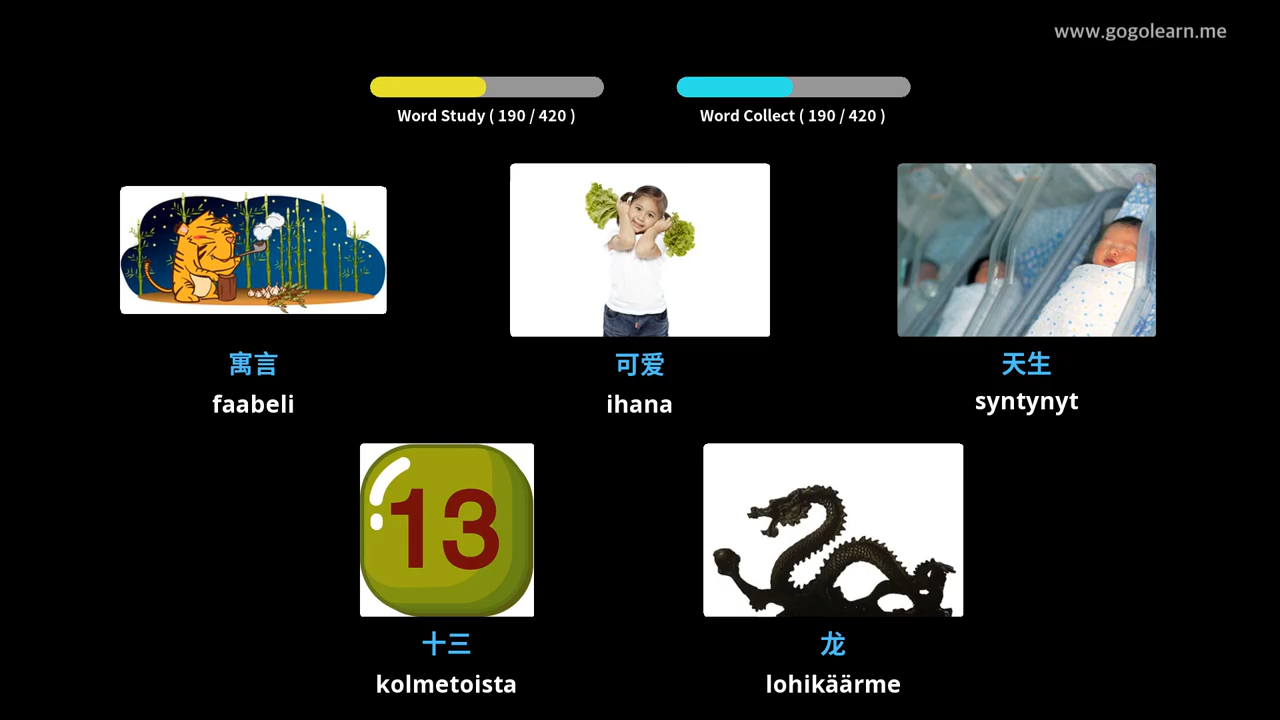 www.gogolearn.me
Word Study ( 190 / 420 )
Word Collect ( 190 / 420 )
寓言
faabeli
可爱
ihana
天生
syntynyt
13
十三
kolmetoista
龙
lohikäärme